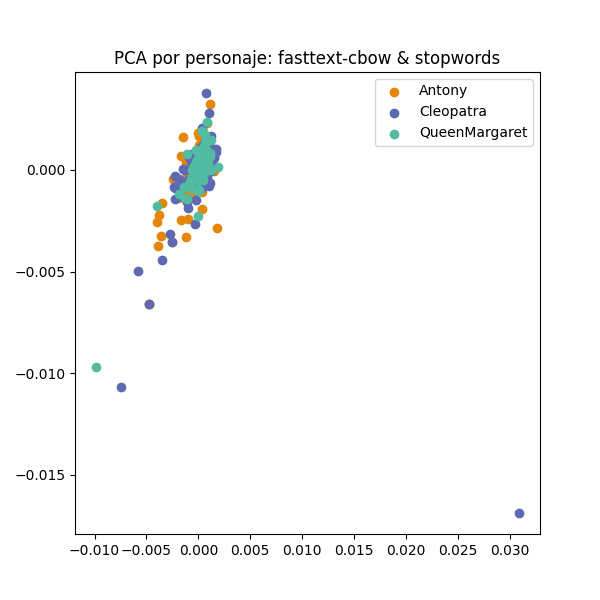 PCA por personaje: fasttext-cbow & stopwords
Antony
Cleopatra
QueenMargaret
0.000
−0.005
−0.010
−0.015
−0.010 −0.005 0.000 0.005 0.010 0.015 0.020 0.025 0.030